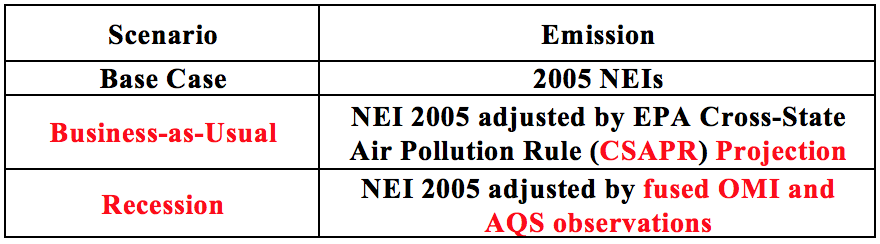 Scenario Emission
Base Case 2005 NEIs
Business-as-Usual NEI 2005 adjusted by EPA Cross-State
Air Pollution Rule (CSAPR) Projection
Recession NEI 2005 adjusted by fused OMI and
AQS observations